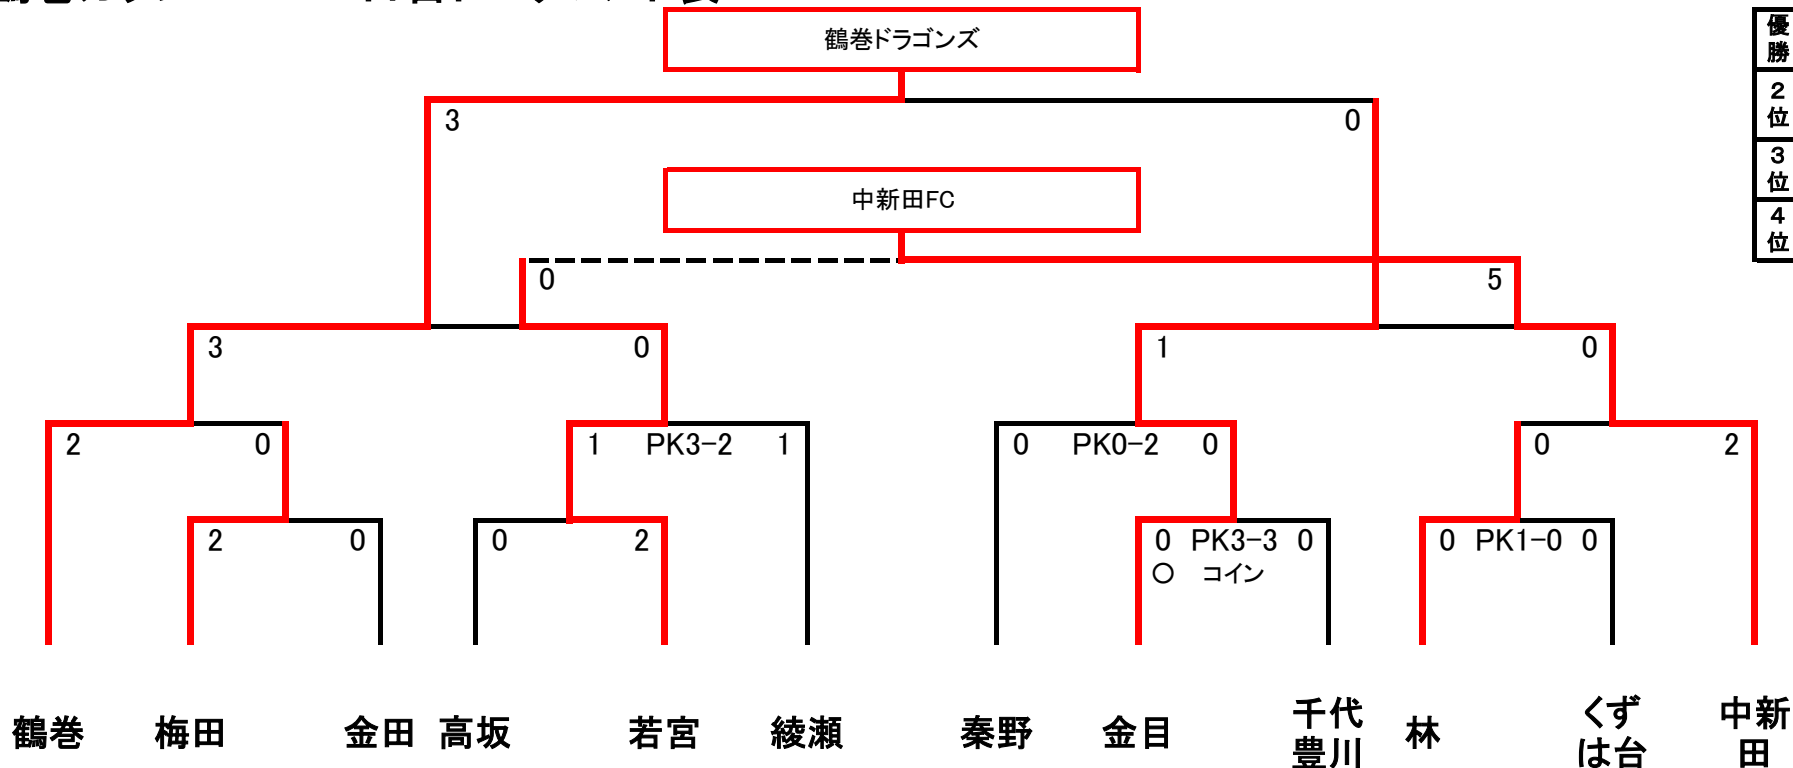 鶴巻ドラゴンズ
優勝
3
0
2位
3位
中新田FC
4位
0
5
3
0
1
0
2
0
1 PK3-2 1
0 PK0-2 0
0
2
2
0
0
2
0 PK3-3 0
0 PK1-0 0
〇 コイン
鶴巻
梅田
金田
高坂
若宮
綾瀬
秦野
金目
千代
豊川
林
くず
は台
中新
田